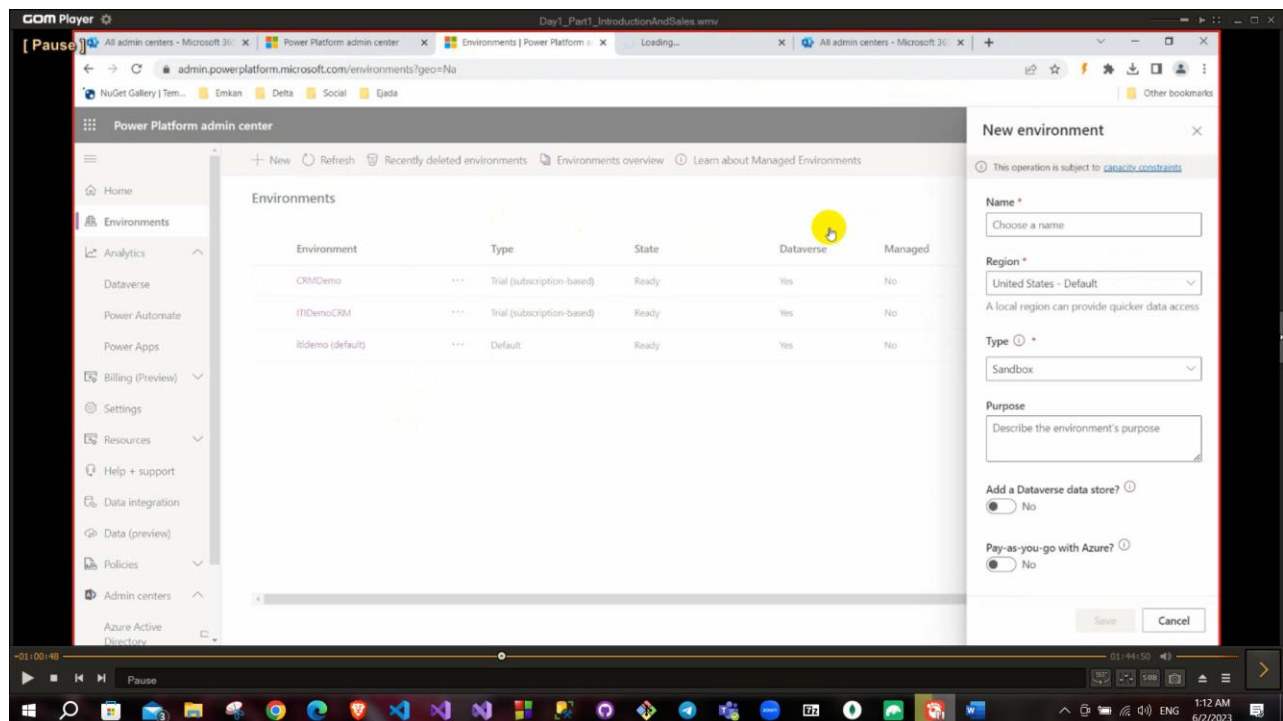 GOM Player
Day1_Part1_IntroductionAndSales.wmv
[ Pause ]
All admin centers - Microsoft 36
Power Platform admin center
Environments | Power Platform a
Loading...
All admin centers - Microsoft 36
admin.powerplatform.microsoft.com/environments?geo=Na
NuGet Gallery | Tem...
Emkan
Delta
Social
Ejada
Other bookmarks
Power Platform admin center
New environment
New
Refresh
Recently deleted environments
Environments overview
Learn about Managed Environments
This operation is subject to capacity constraints
Home
Environments
Analytics
Dataverse
Power Automate
Power Apps
Billing (Preview)
Settings
Resources
Help + support
Data integration
Data (preview)
Policies
Admin centers
Azure Active
Directory
Environments
Environment Type State Dataverse Managed
CRMDemo ... Trial (subscription-based) Ready Yes No
ITIDemoCRM ... Trial (subscription-based) Ready Yes No
itidemo (default) ... Default Ready Yes No
Name *
Choose a name
Region *
United States - Default
A local region can provide quicker data access
Type *
Sandbox
Purpose
Describe the environment's purpose
Add a Dataverse data store?
No
Pay-as-you-go with Azure?
No
Save
Cancel
-01:00:48
01:44:50
Pause
SUB
ENG
1:12 AM
6/2/2023